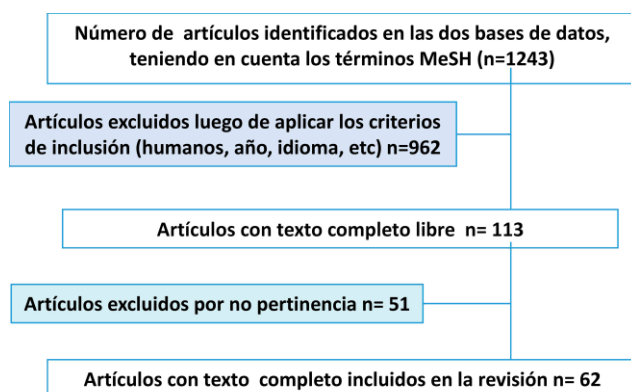 Número de artículos identificados en las dos bases de datos,
teniendo en cuenta los términos MeSH (n=1243)
Artículos excluidos luego de aplicar los criterios
de inclusión (humanos, año, idioma, etc) n=962
Artículos con texto completo libre n= 113
Artículos excluidos por no pertinencia n= 51
Artículos con texto completo incluidos en la revisión n= 62